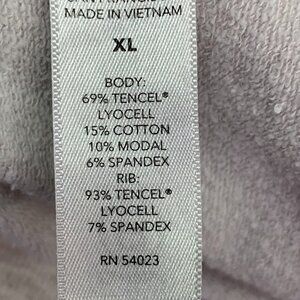 MADE IN VIETNAM
XL
BODY:
69% TENCEL®
LYOCELL
15% COTTON
10% MODAL
6% SPANDEX
RIB:
93% TENCEL®
LYOCELL
7% SPANDEX
RN 54023